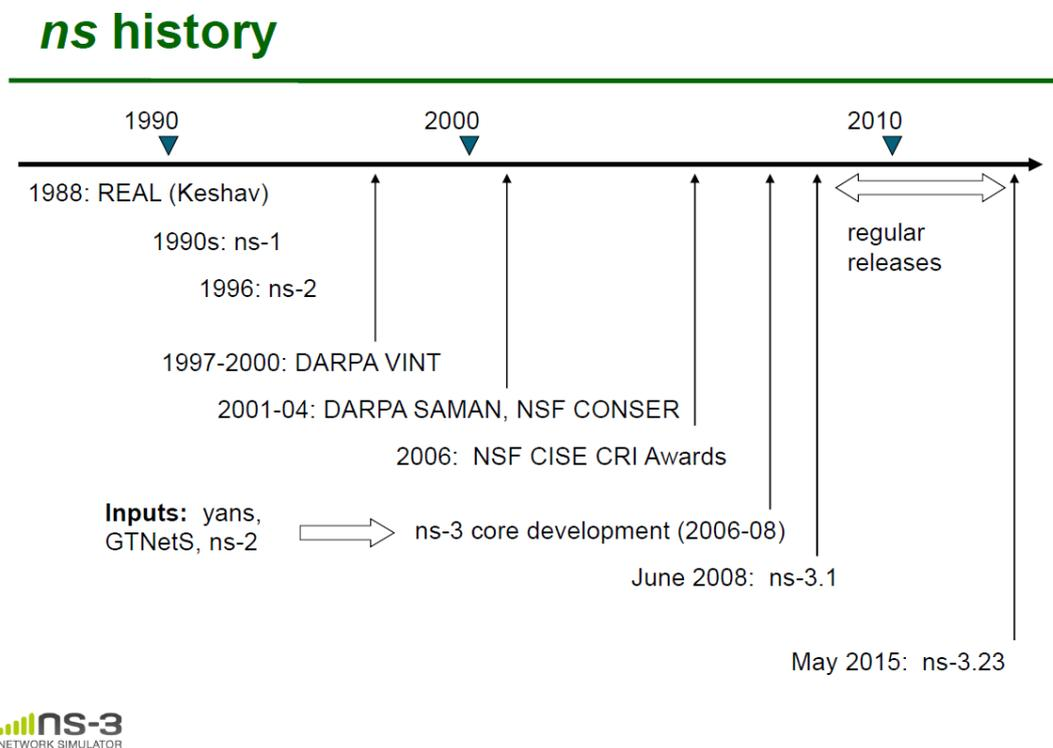 ns history
1990
2000
2010
1988: REAL (Keshav)
1990s: ns-1
1996: ns-2
regular
releases
1997-2000: DARPA VINT
2001-04: DARPA SAMAN, NSF CONSER
2006: NSF CISE CRI Awards
Inputs: yans,
GTNetS, ns-2
ns-3 core development (2006-08)
June 2008: ns-3.1
May 2015: ns-3.23
ns-3
NETWORK SIMULATOR